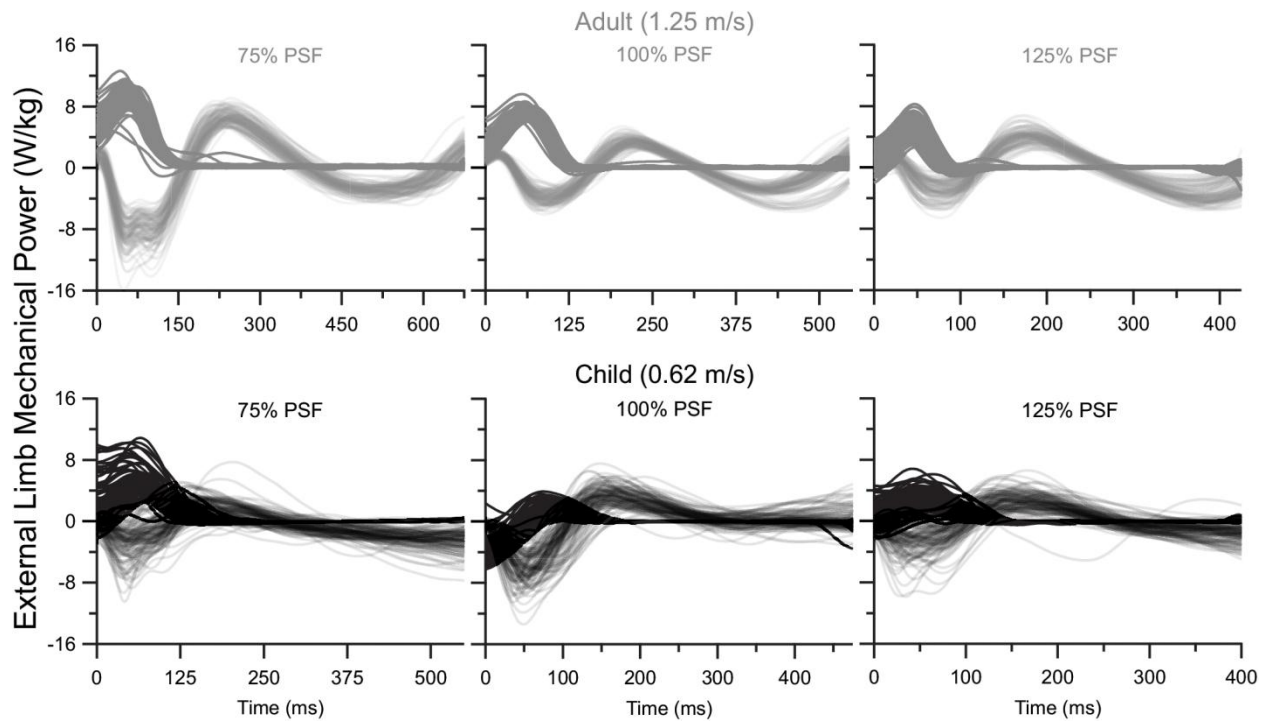 External Limb Mechanical Power (W/kg)
Adult (1.25 m/s)
75% PSF
100% PSF
125% PSF
16
8
0
-8
-16
0 150 300 450 600
0 125 250 375 500
0 100 200 300 400
Child (0.62 m/s)
75% PSF
100% PSF
125% PSF
16
8
0
-8
-16
0 125 250 375 500
0 100 200 300 400
0 100 200 300 400
Time (ms)
Time (ms)
Time (ms)